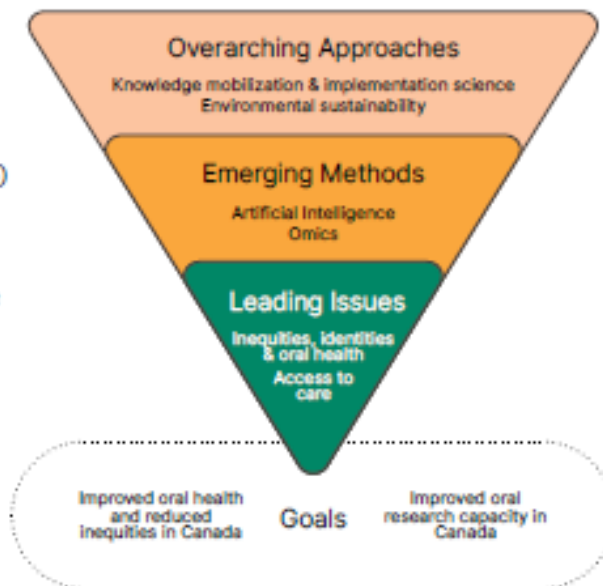 Overarching Approaches
Knowledge mobilization & implementation science
Environmental sustainability
)
Emerging Methods
Artificial Intelligence
Omics
Leading Issues
Inequities, identities
& oral health
Access to
care
Improved oral health
and reduced
inequities in Canada
Goals
Improved oral
research capacity in
Canada